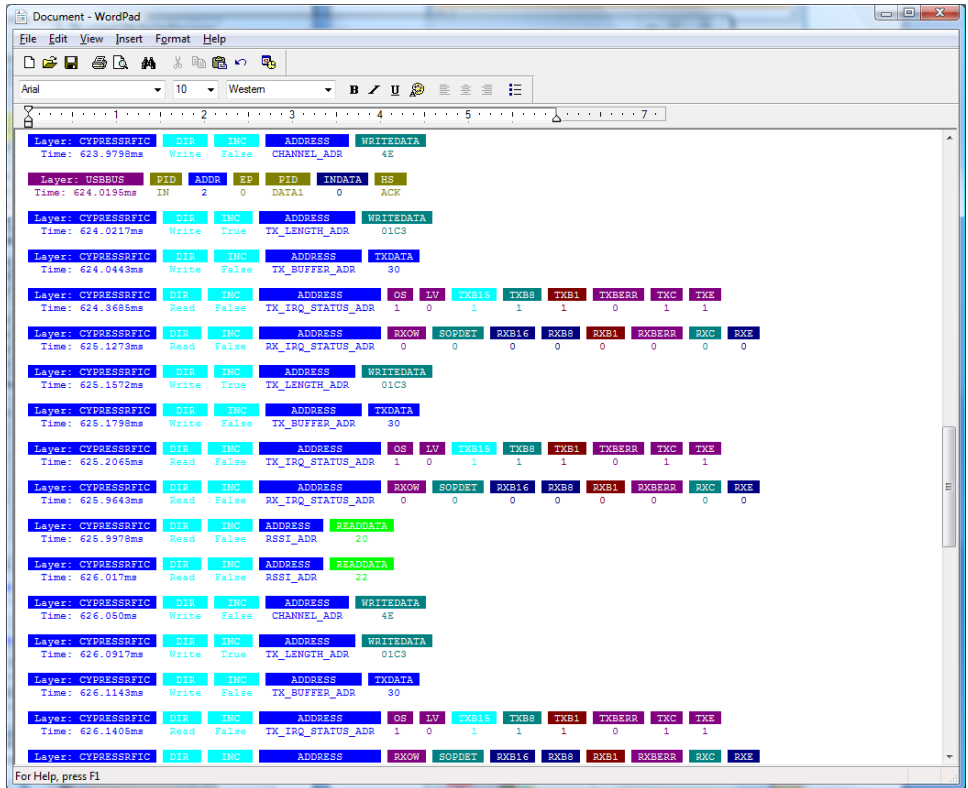 Document - WordPad
File Edit View Insert Format Help
Arial 10 Western B I U
1 2 3 4 5 7
Layer: CYPRESSRFIC DIR INC ADDRESS WRITEDATA
Time: 623.9798ms Write False CHANNEL_ADR 4E
Layer: USBBUS PID ADDR EP PID INDATA HS
Time: 624.0195ms IN 2 0 DATA1 0 ACK
Layer: CYPRESSRFIC DIR INC ADDRESS WRITEDATA
Time: 624.0217ms Write True TX_LENGTH_ADR 01C3
Layer: CYPRESSRFIC DIR INC ADDRESS TXDATA
Time: 624.0443ms Write False TX_BUFFER_ADR 30
Layer: CYPRESSRFIC DIR INC ADDRESS OS LV TXB15 TXB8 TXB1 TXBERR TXC TXE
Time: 624.3685ms Read False TX_IRQ_STATUS_ADR 1 0 1 1 1 0 1 1
Layer: CYPRESSRFIC DIR INC ADDRESS RXOW SOPDET RXB16 RXB8 RXB1 RXBERR RXC RXE
Time: 625.1273ms Read False RX_IRQ_STATUS_ADR 0 0 0 0 0 0 0 0
Layer: CYPRESSRFIC DIR INC ADDRESS WRITEDATA
Time: 625.1572ms Write True TX_LENGTH_ADR 01C3
Layer: CYPRESSRFIC DIR INC ADDRESS TXDATA
Time: 625.1798ms Write False TX_BUFFER_ADR 30
Layer: CYPRESSRFIC DIR INC ADDRESS OS LV TXB15 TXB8 TXB1 TXBERR TXC TXE
Time: 625.2065ms Read False TX_IRQ_STATUS_ADR 1 0 1 1 1 0 1 1
Layer: CYPRESSRFIC DIR INC ADDRESS RXOW SOPDET RXB16 RXB8 RXB1 RXBERR RXC RXE
Time: 625.9643ms Read False RX_IRQ_STATUS_ADR 0 0 0 0 0 0 0 0
Layer: CYPRESSRFIC DIR INC ADDRESS READDATA
Time: 625.9978ms Read False RSSI_ADR 20
Layer: CYPRESSRFIC DIR INC ADDRESS READDATA
Time: 626.017ms Read False RSSI_ADR 22
Layer: CYPRESSRFIC DIR INC ADDRESS WRITEDATA
Time: 626.050ms Write False CHANNEL_ADR 4E
Layer: CYPRESSRFIC DIR INC ADDRESS WRITEDATA
Time: 626.0917ms Write True TX_LENGTH_ADR 01C3
Layer: CYPRESSRFIC DIR INC ADDRESS TXDATA
Time: 626.1143ms Write False TX_BUFFER_ADR 30
Layer: CYPRESSRFIC DIR INC ADDRESS OS LV TXB15 TXB8 TXB1 TXBERR TXC TXE
Time: 626.1405ms Read False TX_IRQ_STATUS_ADR 1 0 1 1 1 0 1 1
Layer: CYPRESSRFIC DIR INC ADDRESS RXOW SOPDET RXB16 RXB8 RXB1 RXBERR RXC RXE
For Help, press F1